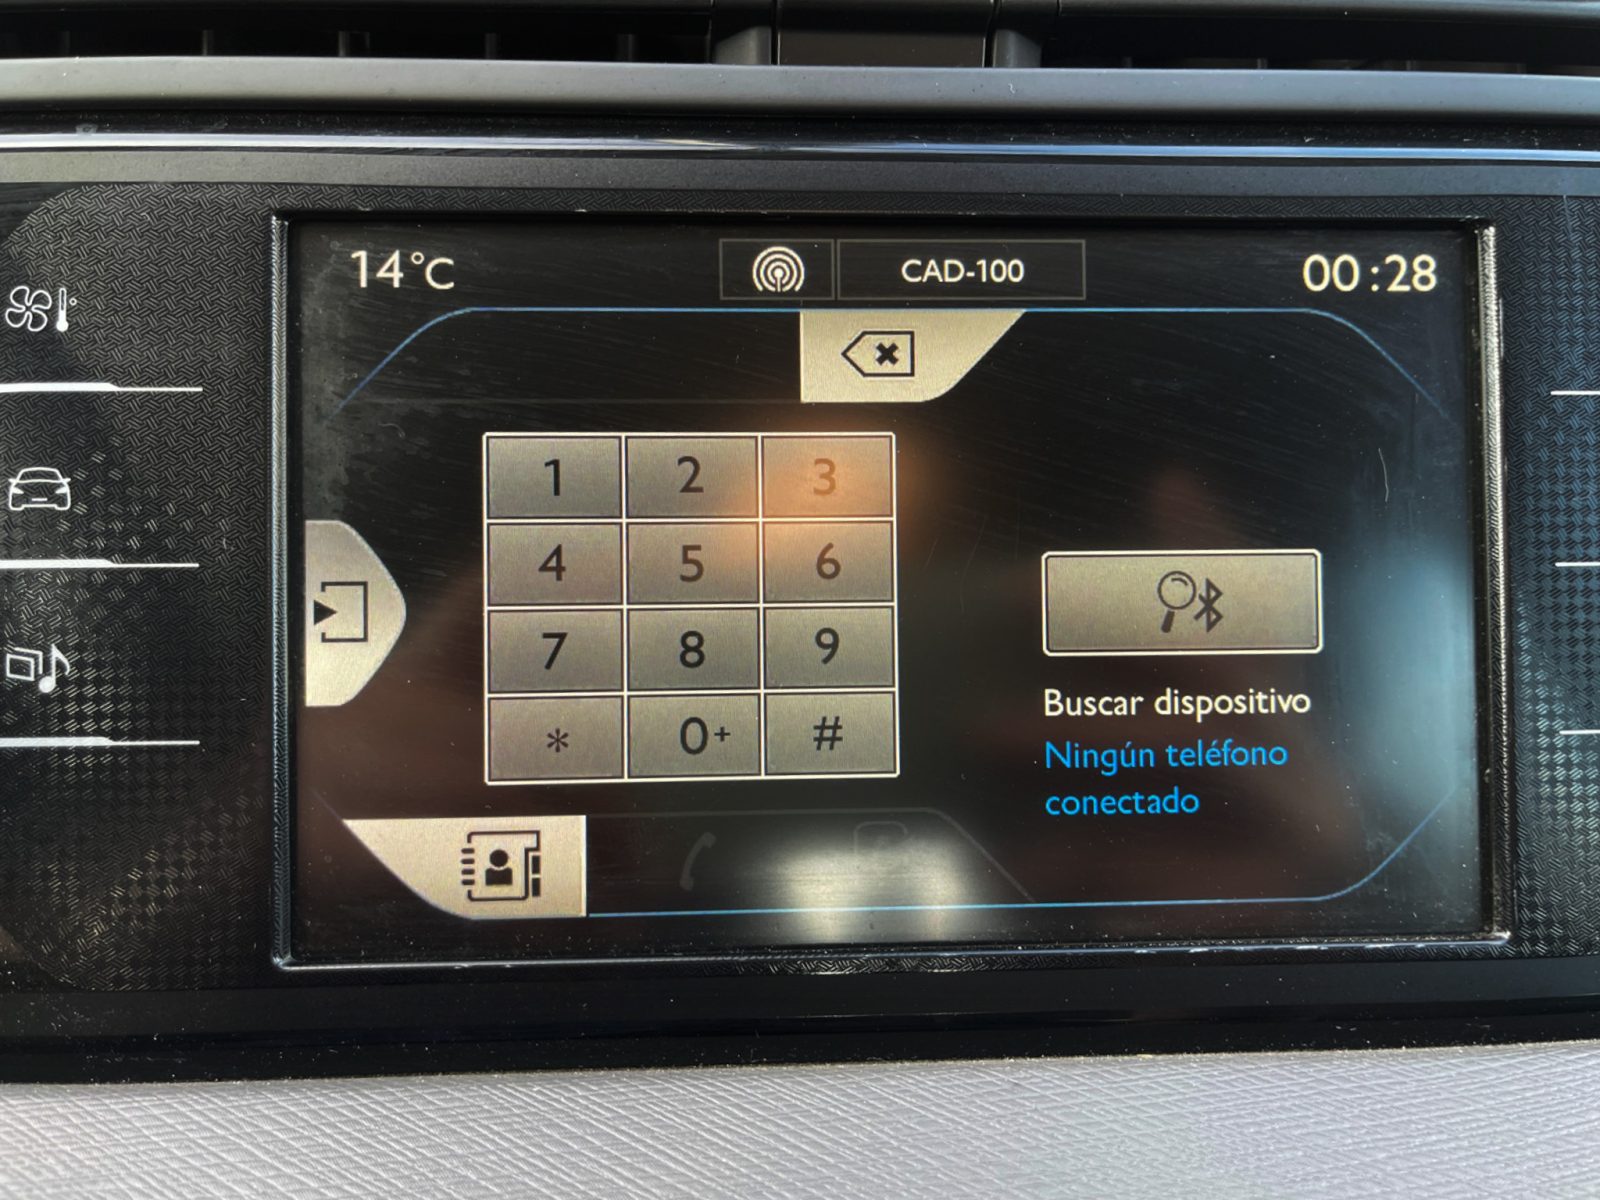 14°C
CAD-100
00:28
1 2 3
4 5 6
7 8 9
* 0+ #
Buscar dispositivo
Ningún teléfono
conectado